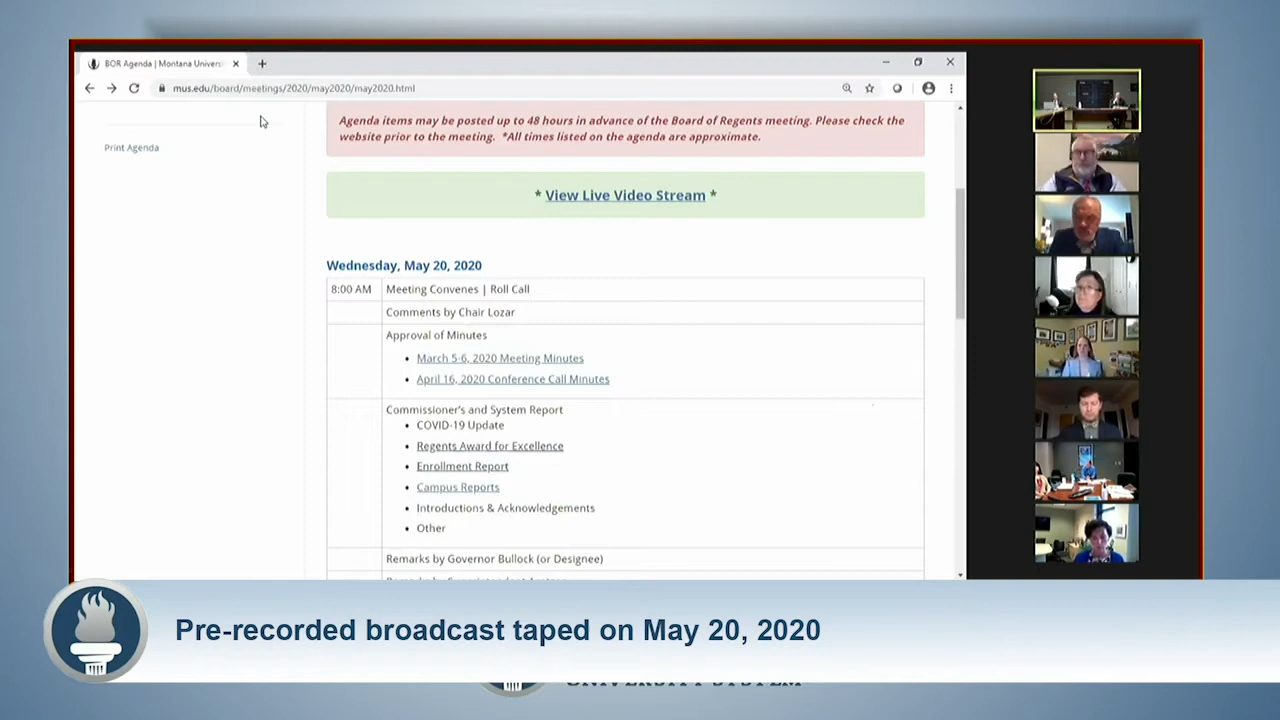 BOR Agenda | Montana Univers
mus.edu/board/meetings/2020/may2020/may2020.html
Print Agenda
Agenda items may be posted up to 48 hours in advance of the Board of Regents meeting. Please check the
website prior to the meeting. *All times listed on the agenda are approximate.
* View Live Video Stream *
Wednesday, May 20, 2020
8:00 AM Meeting Convenes | Roll Call
Comments by Chair Lozar
Approval of Minutes
• March 5-6, 2020 Meeting Minutes
• April 16, 2020 Conference Call Minutes
Commissioner's and System Report
• COVID-19 Update
• Regents Award for Excellence
• Enrollment Report
• Campus Reports
• Introductions & Acknowledgements
• Other
Remarks by Governor Bullock (or Designee)
Pre-recorded broadcast taped on May 20, 2020